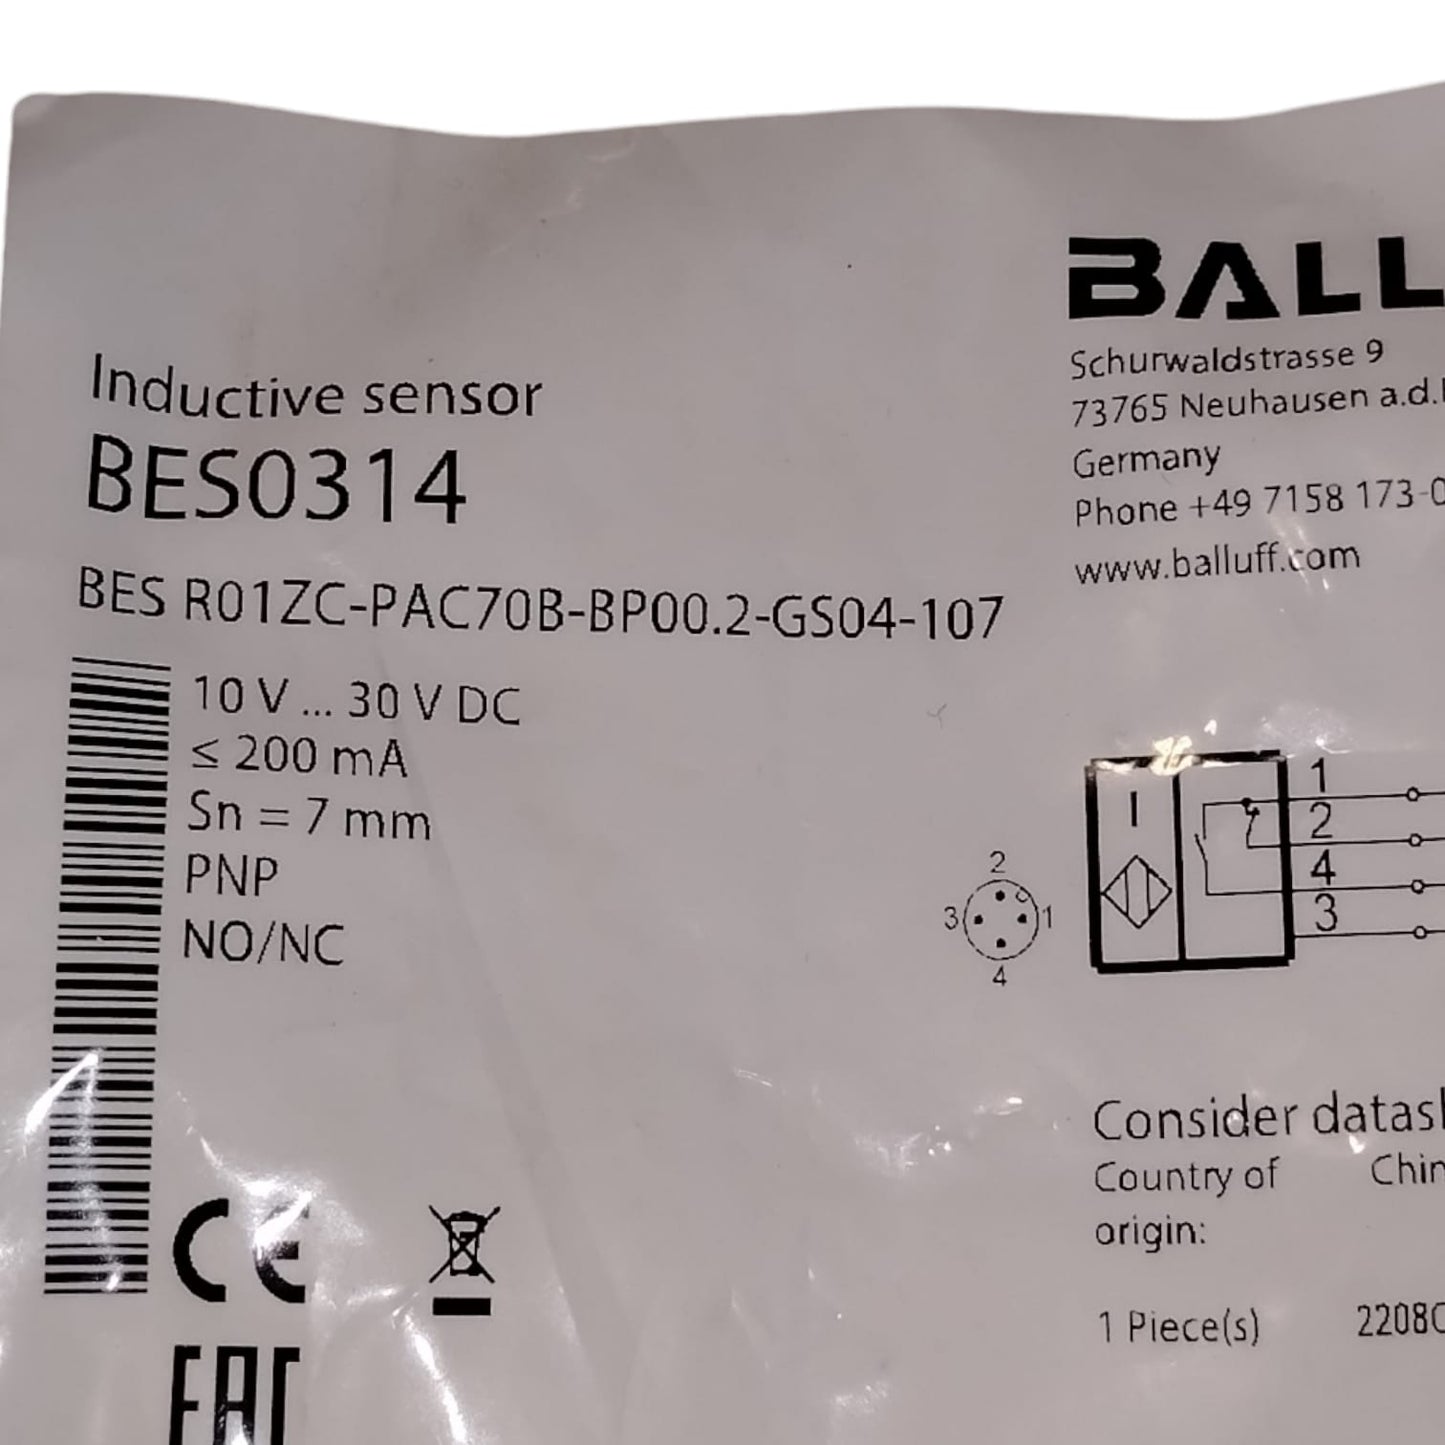 BALL
Schurwaldstrasse 9
73765 Neuhausen a.d.
Germany
Phone +49 7158 173-0
www.balluff.com
Inductive sensor
BES0314
BES R01ZC-PAC70B-BP00.2-GS04-107
10 V ... 30 V DC
≤ 200 mA
Sn = 7 mm
PNP
NO/NC
2
3 1
4
I
1
2
4
3
Consider
Country of
origin:
1 Piece(s)
CE
EAC